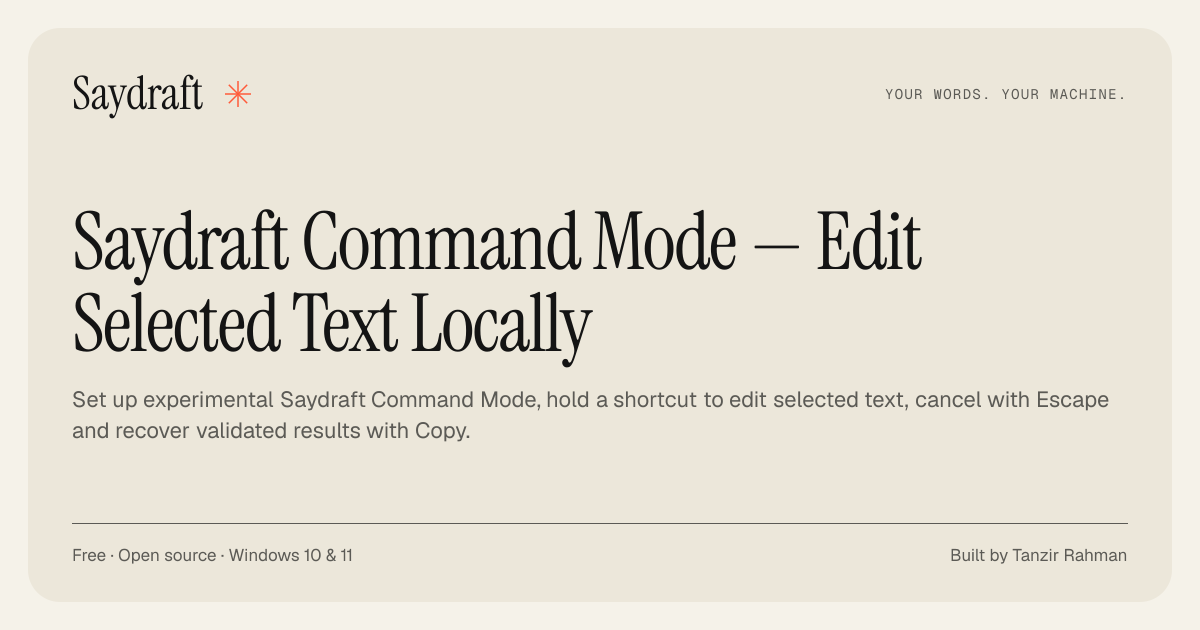 Saydraft
YOUR WORDS. YOUR MACHINE.
Saydraft Command Mode — Edit
Selected Text Locally
Set up experimental Saydraft Command Mode, hold a shortcut to edit selected text, cancel with Escape
and recover validated results with Copy.
Free · Open source · Windows 10 & 11
Built by Tanzir Rahman